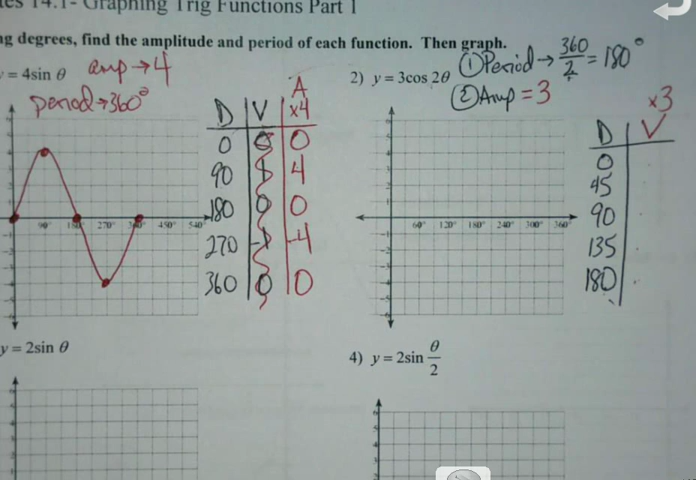 14.1- Graphing Trig Functions Part 1
ng degrees, find the amplitude and period of each function. Then graph.
y = 4sin θ
amp → 4
period → 360°
D | V | A x4
0 | 0 | 0
90 | 1 | 4
180 | 0 | 0
270 | -1 | -4
360 | 0 | 0
90° 180 270° 360 450° 540
2) y = 3cos 2θ
① Period → 360/2 = 180°
② Amp = 3
x3
D | V
0
45
90
135
180
60° 120° 180° 240° 300° 360
y = 2sin θ
4) y = 2sin θ/2